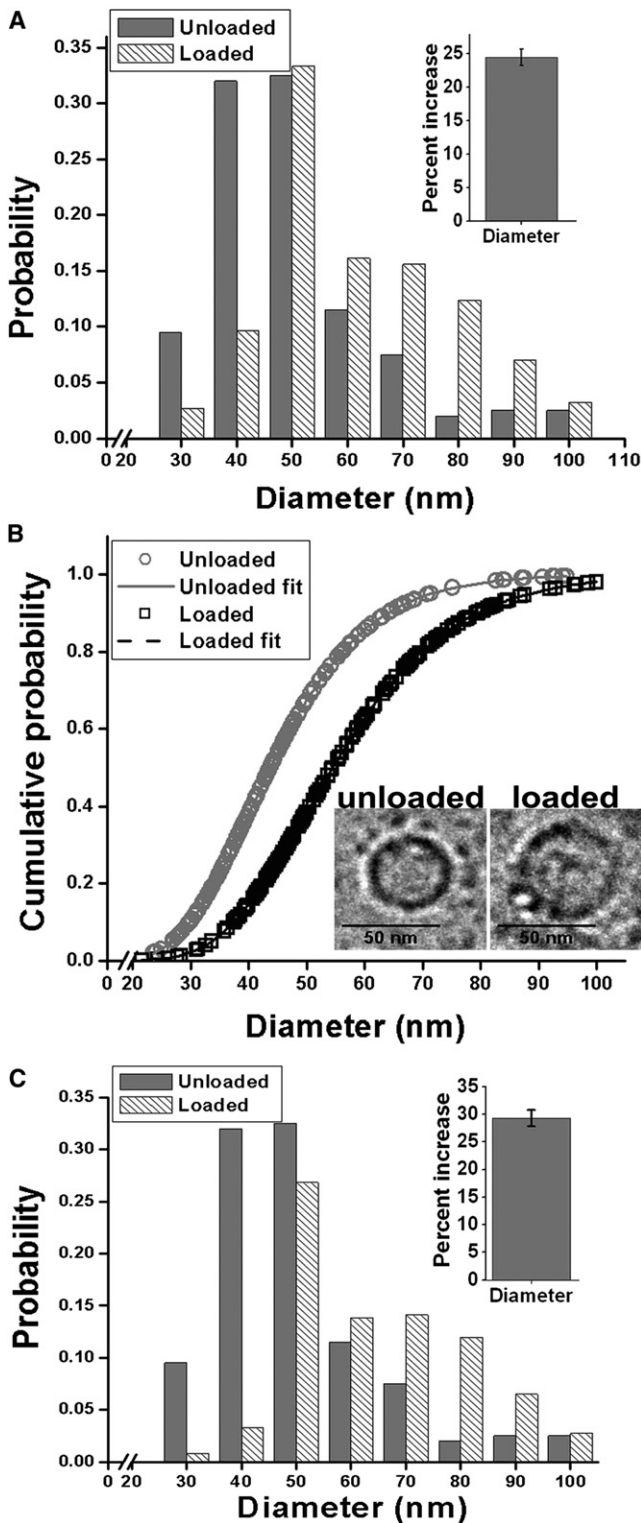 A
Unloaded
Loaded
0.35
0.30
0.25
0.20
0.15
0.10
0.05
0.00
Probability
25
20
15
10
5
0
Percent increase
Diameter
0 20 30 40 50 60 70 80 90 100 110
Diameter (nm)
B
Unloaded
Unloaded fit
Loaded
Loaded fit
1.0
0.8
0.6
0.4
0.2
0.0
Cumulative probability
unloaded loaded
50 nm 50 nm
0 20 30 40 50 60 70 80 90 100
Diameter (nm)
C
Unloaded
Loaded
0.35
0.30
0.25
0.20
0.15
0.10
0.05
0.00
Probability
35
30
25
20
15
10
5
0
Percent increase
Diameter
0 20 30 40 50 60 70 80 90 100
Diameter (nm)